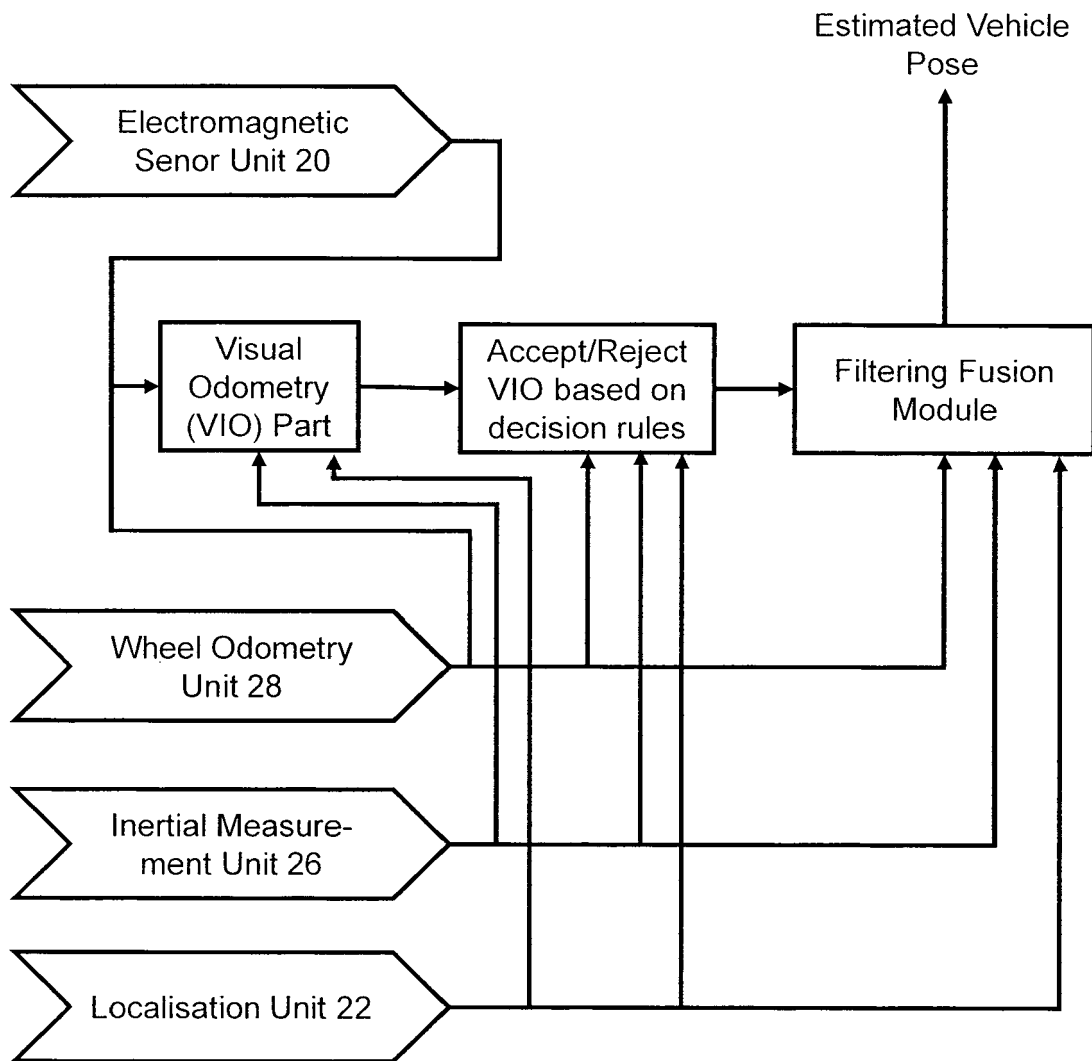 Estimated Vehicle
Pose
Electromagnetic
Senor Unit 20
Visual
Odometry
(VIO) Part
Accept/Reject
VIO based on
decision rules
Filtering Fusion
Module
Wheel Odometry
Unit 28
Inertial Measure-
ment Unit 26
Localisation Unit 22